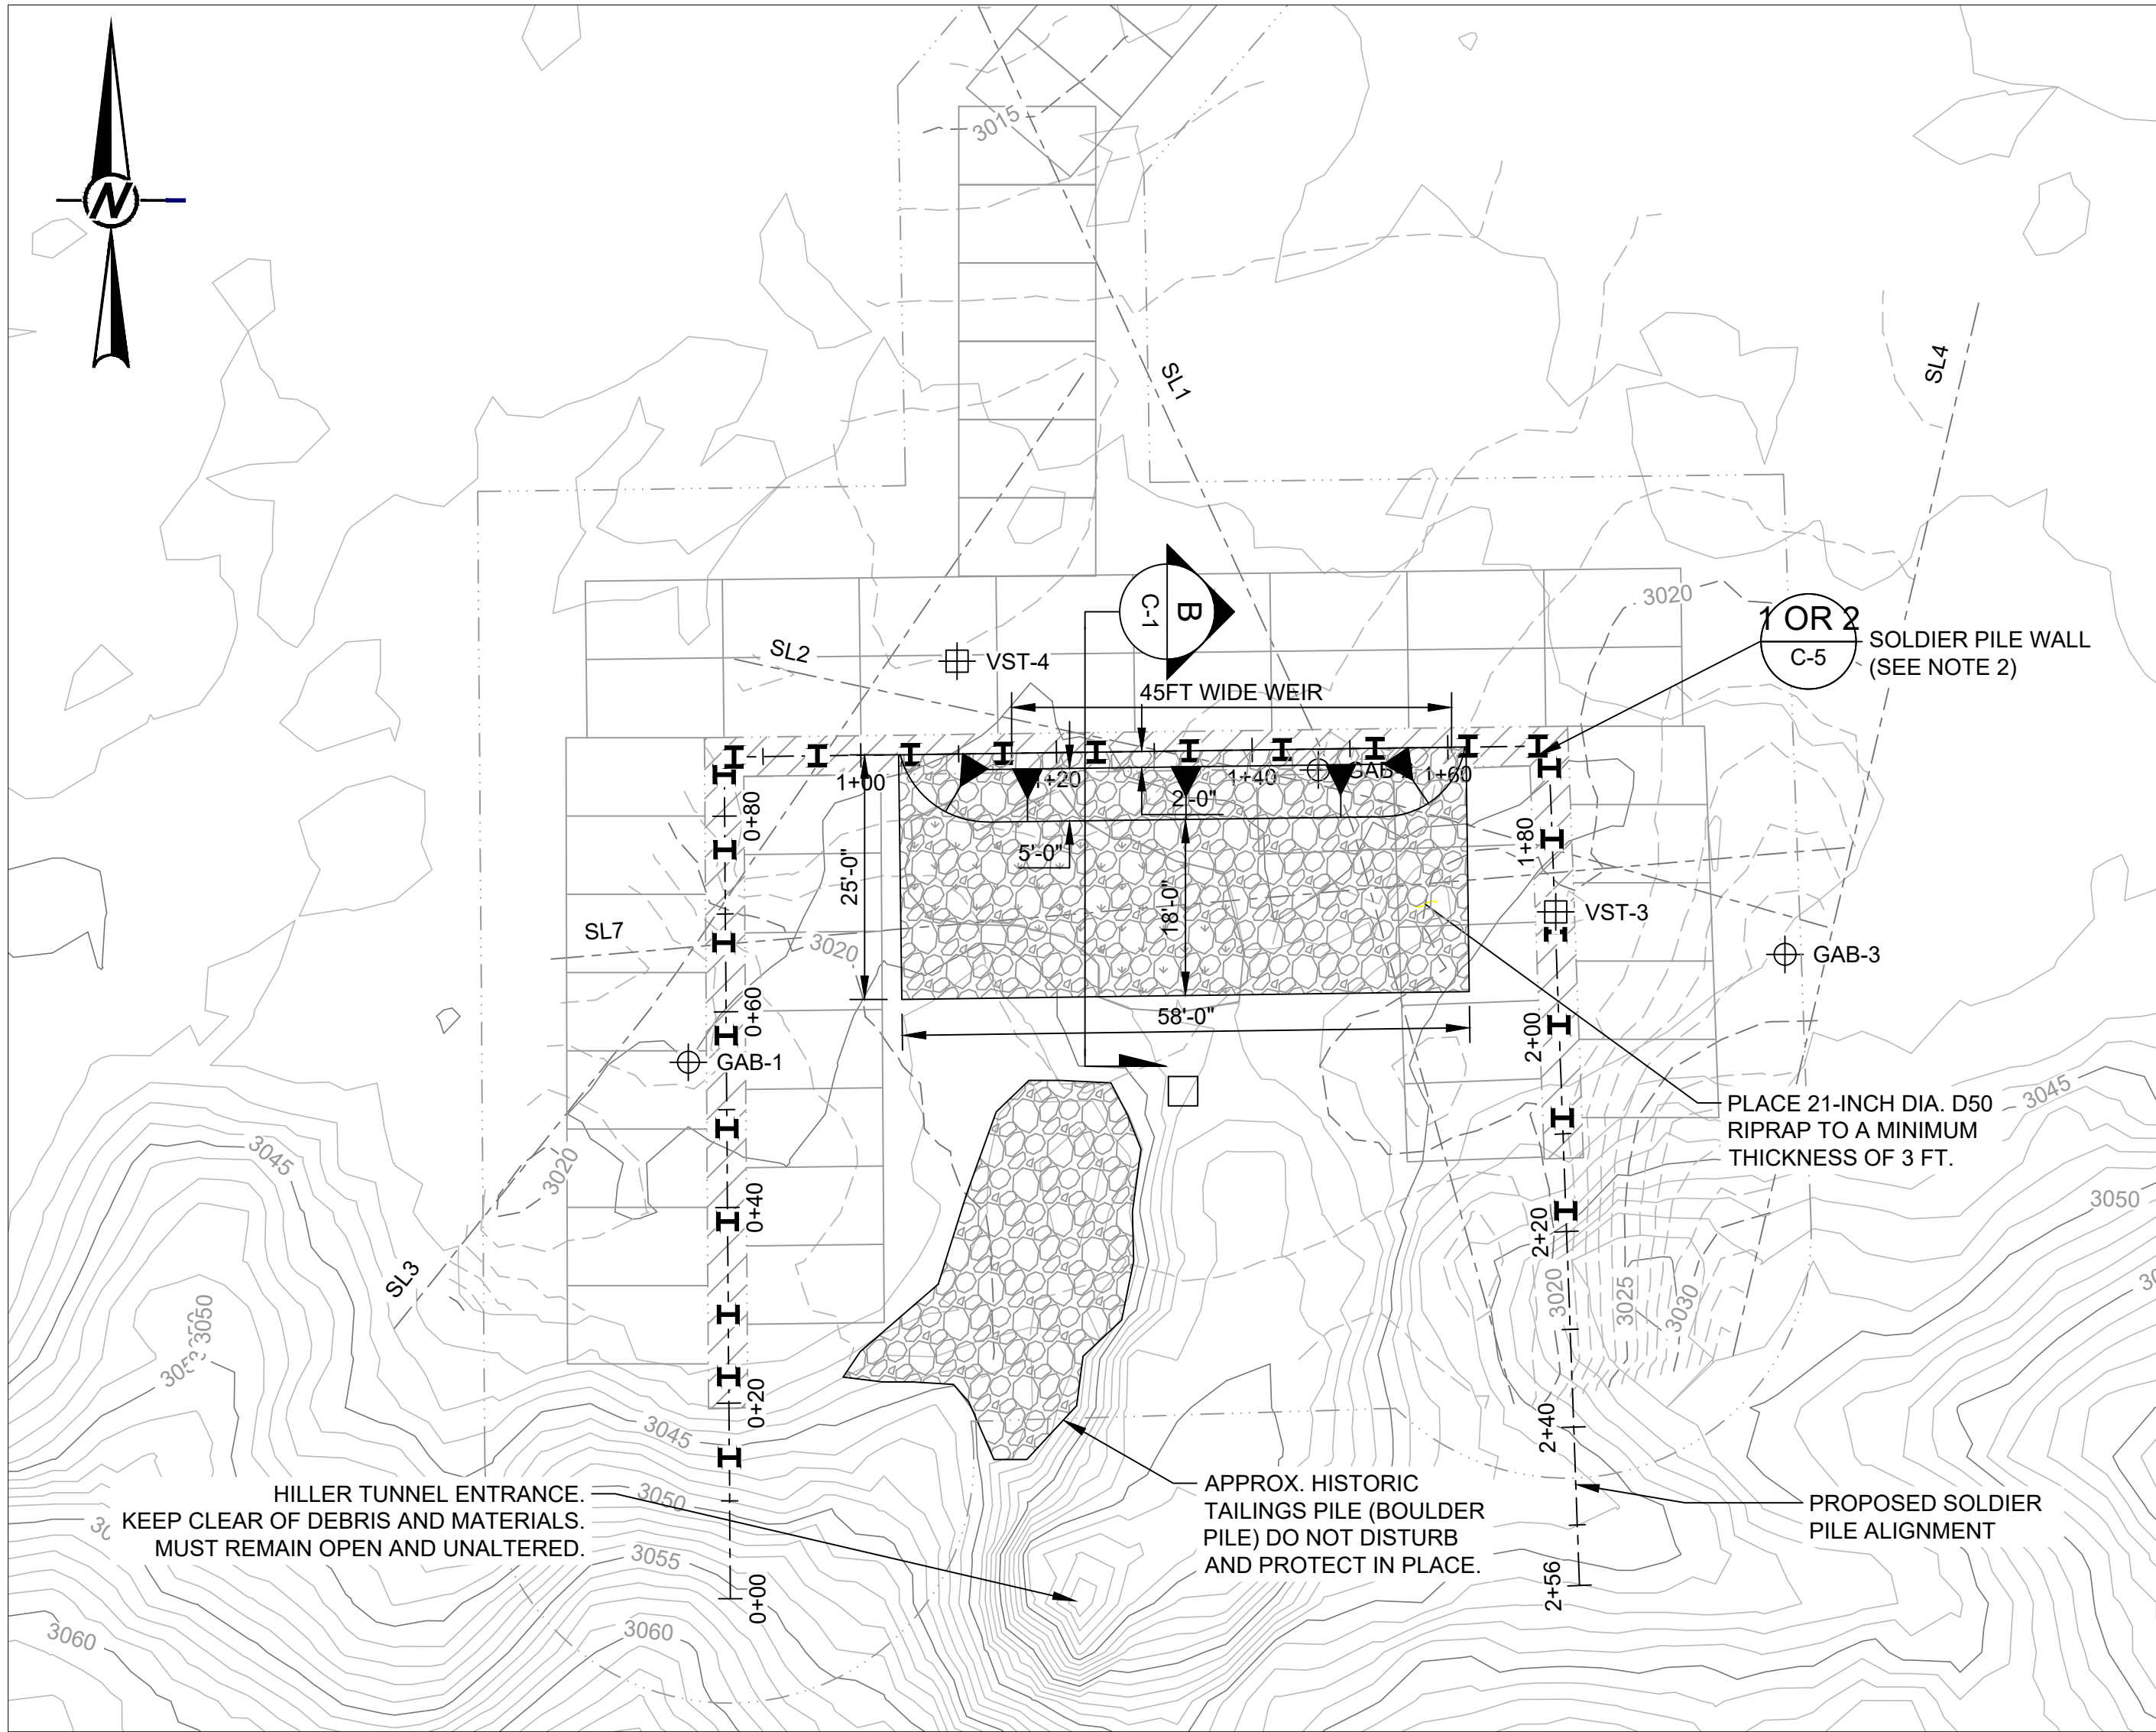 3015
N
SL1
SL4
3020
1 OR 2
C-5
SOLDIER PILE WALL
(SEE NOTE 2)
B
C-1
SL2
VST-4
45FT WIDE WEIR
1+00
1+20
1+40
1+60
0+80
2'-0"
5'-0"
25'-0"
18'-0"
1+80
VST-3
GAB-3
SL7
3020
0+60
58'-0"
2+00
GAB-1
PLACE 21-INCH DIA. D50
RIPRAP TO A MINIMUM
THICKNESS OF 3 FT.
3045
3045
3020
3050
0+40
2+20
SL3
3020
3025
3030
3050
0+20
3045
2+40
HILLER TUNNEL ENTRANCE.
KEEP CLEAR OF DEBRIS AND MATERIALS.
MUST REMAIN OPEN AND UNALTERED.
3050
3055
APPROX. HISTORIC
TAILINGS PILE (BOULDER
PILE) DO NOT DISTURB
AND PROTECT IN PLACE.
PROPOSED SOLDIER
PILE ALIGNMENT
0+00
2+56
3060
3060